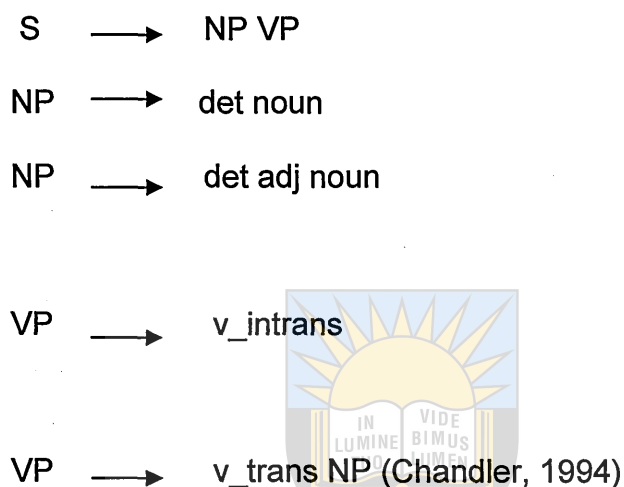 S → NP VP
NP → det noun
NP → det adj noun
VP → v_intrans
IN VIDE
LUMINE BIMUS
TUO LUMEN
VP → v_trans NP (Chandler, 1994)